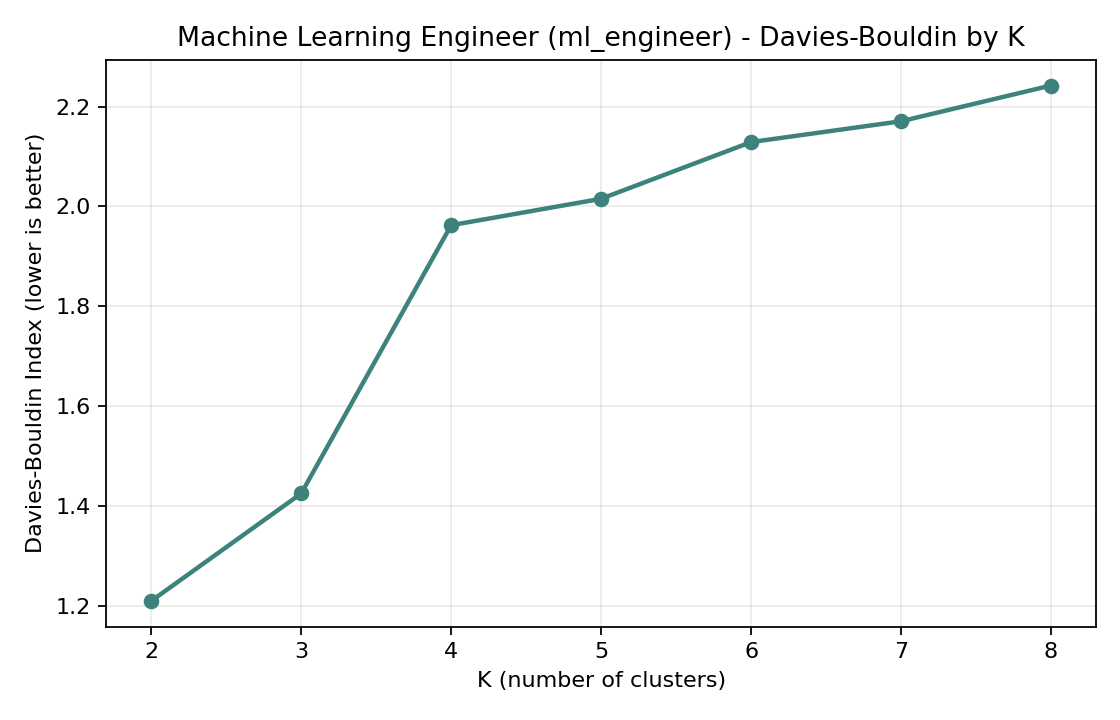 Machine Learning Engineer (ml_engineer) - Davies-Bouldin by K
Davies-Bouldin Index (lower is better)
2.2
2.0
1.8
1.6
1.4
1.2
2 3 4 5 6 7 8
K (number of clusters)